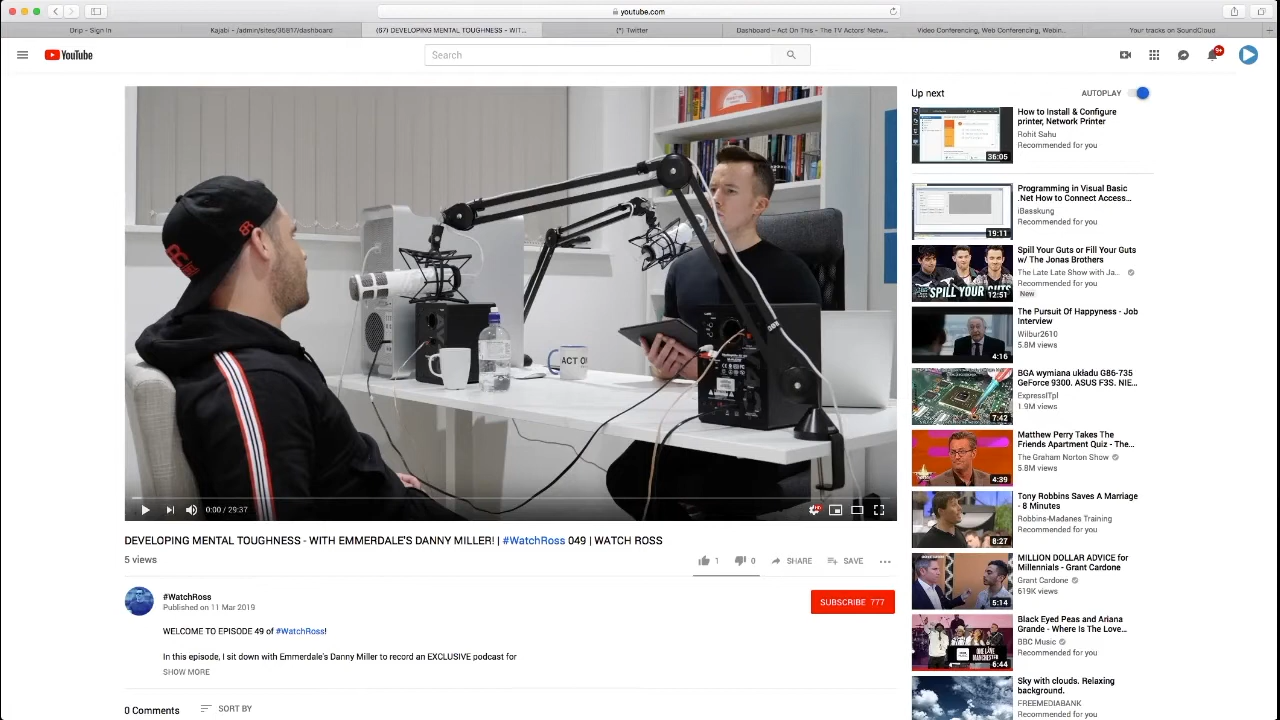 youtube.com
Drip - Sign In
Kajabi - /admin/sites/35817/dashboard
(67) DEVELOPING MENTAL TOUGHNESS - WIT...
(*) Twitter
Dashboard – Act On This - The TV Actors' Netw...
Video Conferencing, Web Conferencing, Webin...
Your tracks on SoundCloud
YouTube
Search
9+
ACT O!
0:00 / 29:37
HD
DEVELOPING MENTAL TOUGHNESS - WITH EMMERDALE'S DANNY MILLER! | #WatchRoss 049 | WATCH ROSS
5 views
1
0
SHARE
SAVE
#WatchRoss
Published on 11 Mar 2019
SUBSCRIBE 777
WELCOME TO EPISODE 49 of #WatchRoss!
In this episode, I sit down with Emmerdale's Danny Miller to record an EXCLUSIVE podcast for
SHOW MORE
0 Comments
SORT BY
Up next
AUTOPLAY
How to Install & Configure
printer, Network Printer
Rohit Sahu
Recommended for you
36:05
Programming in Visual Basic
.Net How to Connect Access...
iBasskung
Recommended for you
19:11
Spill Your Guts or Fill Your Guts
w/ The Jonas Brothers
The Late Late Show with Ja...
Recommended for you
New
SPILL YOUR GUTS
12:51
The Pursuit Of Happyness - Job
Interview
Wilbur2610
5.8M views
4:16
BGA wymiana układu G86-735
GeForce 9300. ASUS F3S. NIE...
ExpressITpl
1.9M views
7:42
Matthew Perry Takes The
Friends Apartment Quiz - The...
The Graham Norton Show
5.8M views
4:39
Tony Robbins Saves A Marriage
- 8 Minutes
Robbins-Madanes Training
Recommended for you
8:27
MILLION DOLLAR ADVICE for
Millennials - Grant Cardone
Grant Cardone
619K views
5:14
Black Eyed Peas and Ariana
Grande - Where Is The Love...
BBC Music
Recommended for you
ONE LOVE
MANCHESTER
6:44
Sky with clouds. Relaxing
background.
FREEMEDIABANK
Recommended for you